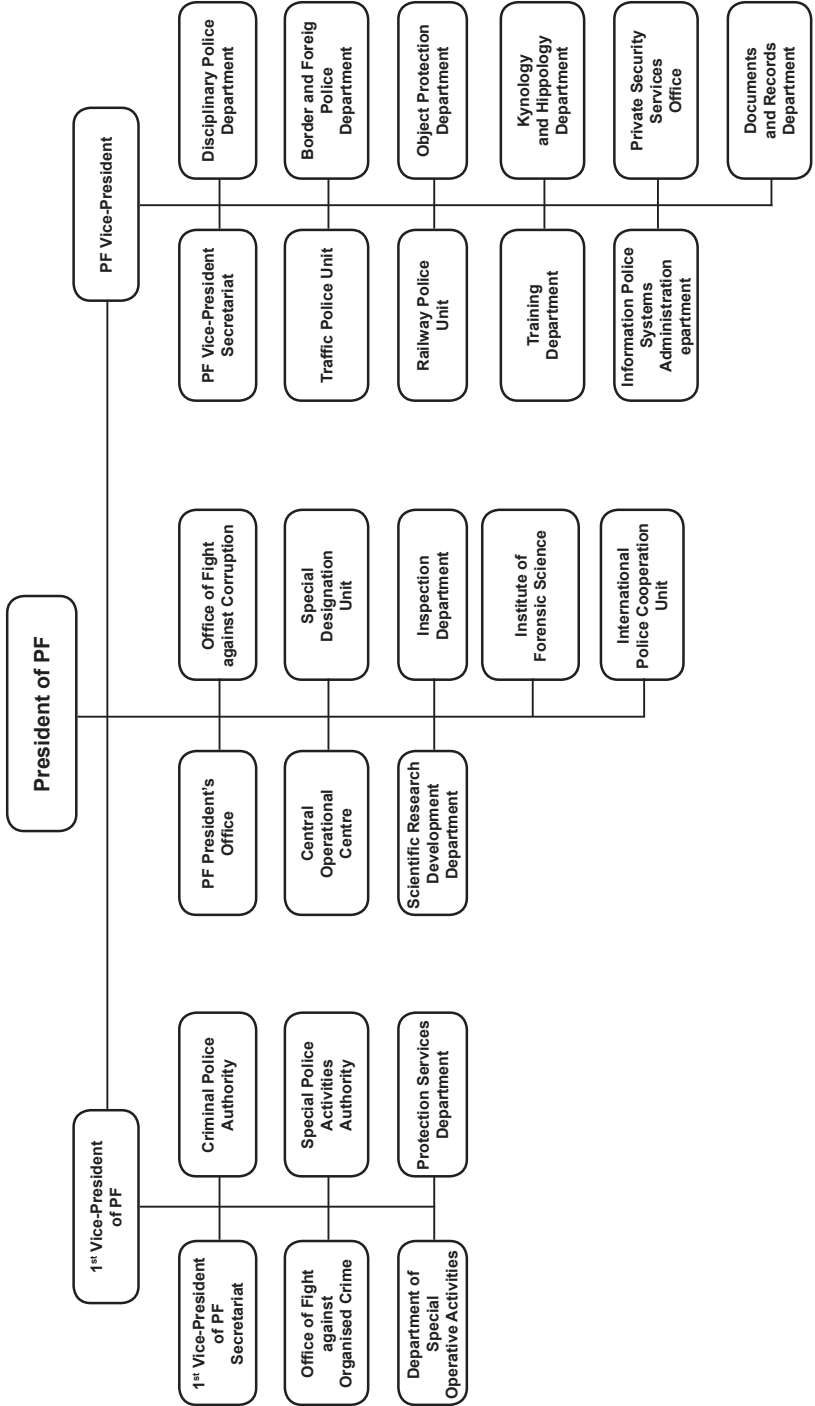 President of PF
1st Vice-President
of PF
PF Vice-President
1st Vice-President
of PF
Secretariat
Criminal Police
Authority
Office of Fight
against
Organised Crime
Special Police
Activities
Authority
Department of
Special
Operative Activities
Protection Services
Department
PF President's
Office
Office of Fight
against Corruption
Central
Operational
Centre
Special
Designation
Unit
Scientific Research
Development
Department
Inspection
Department
Institute of
Forensic Science
International
Police Cooperation
Unit
PF Vice-President
Secretariat
Disciplinary Police
Department
Traffic Police Unit
Border and Foreig
Police
Department
Railway Police
Unit
Object Protection
Department
Training
Department
Kynology
and Hippology
Department
Information Police
Systems
Administration
epartment
Private Security
Services
Office
Documents
and Records
Department